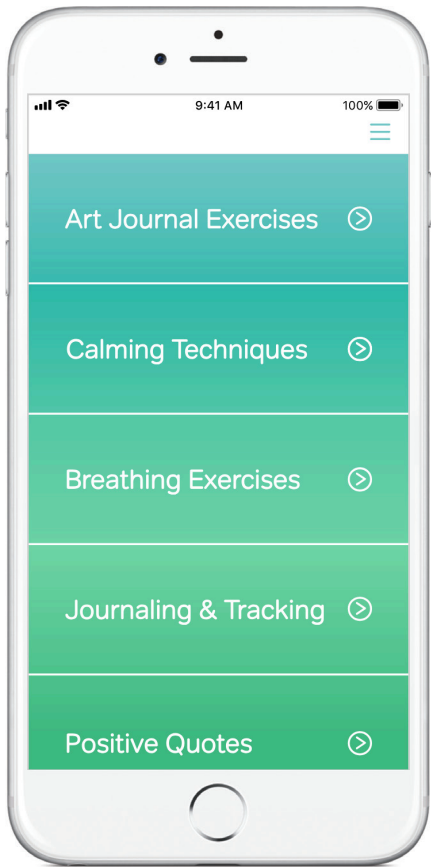 9:41 AM 100%
Art Journal Exercises
Calming Techniques
Breathing Exercises
Journaling & Tracking
Positive Quotes